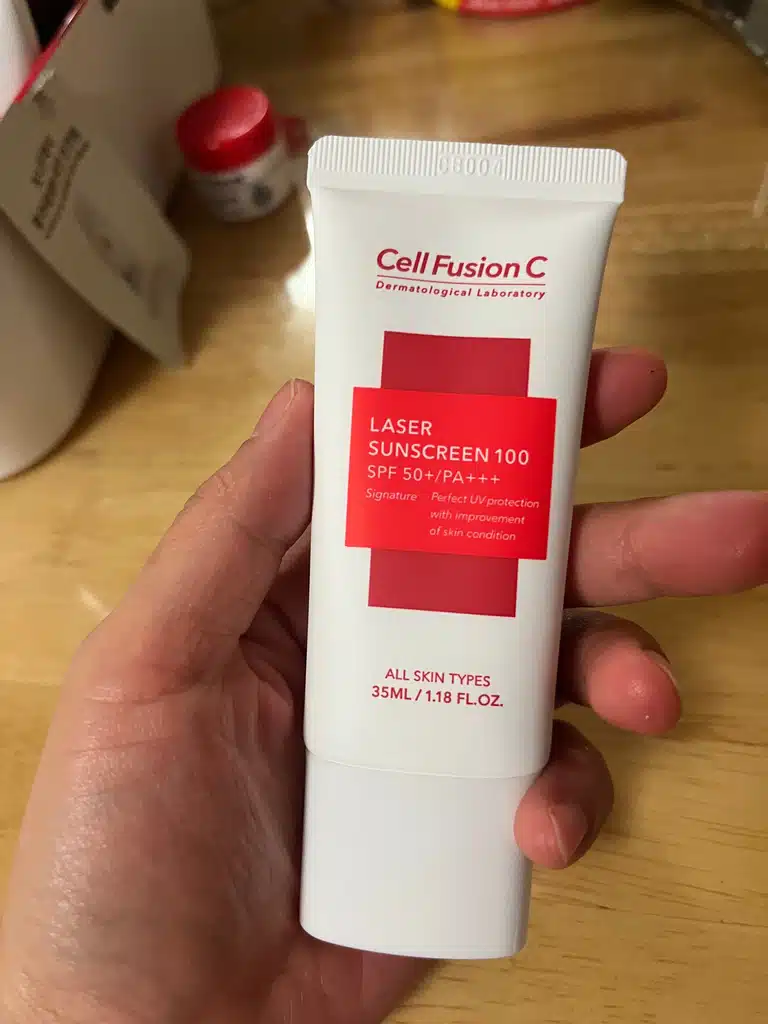 Cell Fusion C
Dermatological Laboratory
LASER
SUNSCREEN 100
SPF 50+/PA+++
Signature Perfect UV protection
with improvement
of skin condition
ALL SKIN TYPES
35ML / 1.18 FL.OZ.